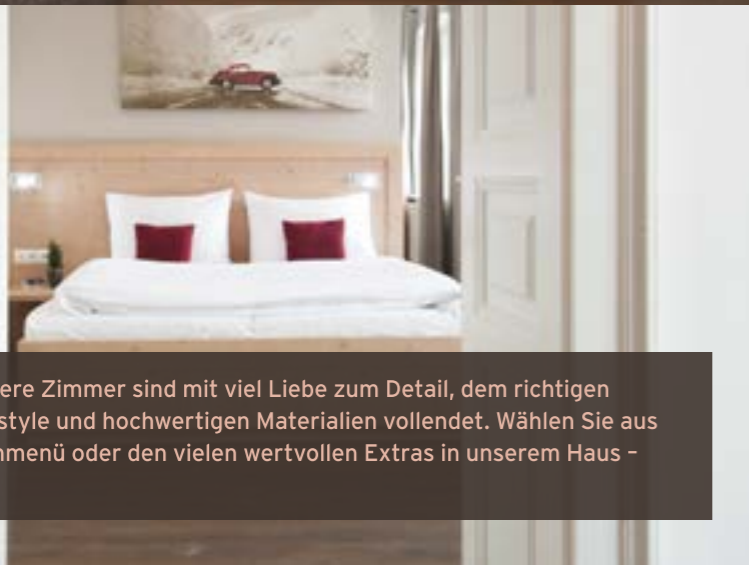 ere Zimmer sind mit viel Liebe zum Detail, dem richtigen
style und hochwertigen Materialien vollendet. Wählen Sie aus
nmenü oder den vielen wertvollen Extras in unserem Haus –